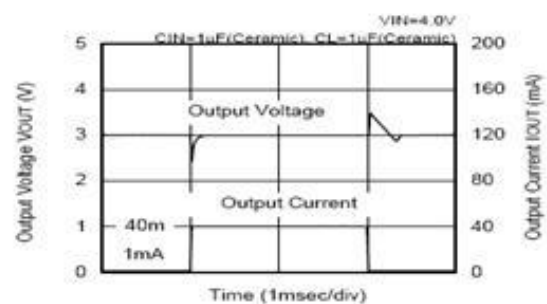 VIN=4.0V
CIN=1uF(Ceramic), CL=1uF(Ceramic)
5 200
4 160
Output Voltage
3 120
2 80
Output Current
1 40m 40
1mA
0 0
Output Voltage VOUT (V)
Output Current IOUT (mA)
Time (1msec/div)